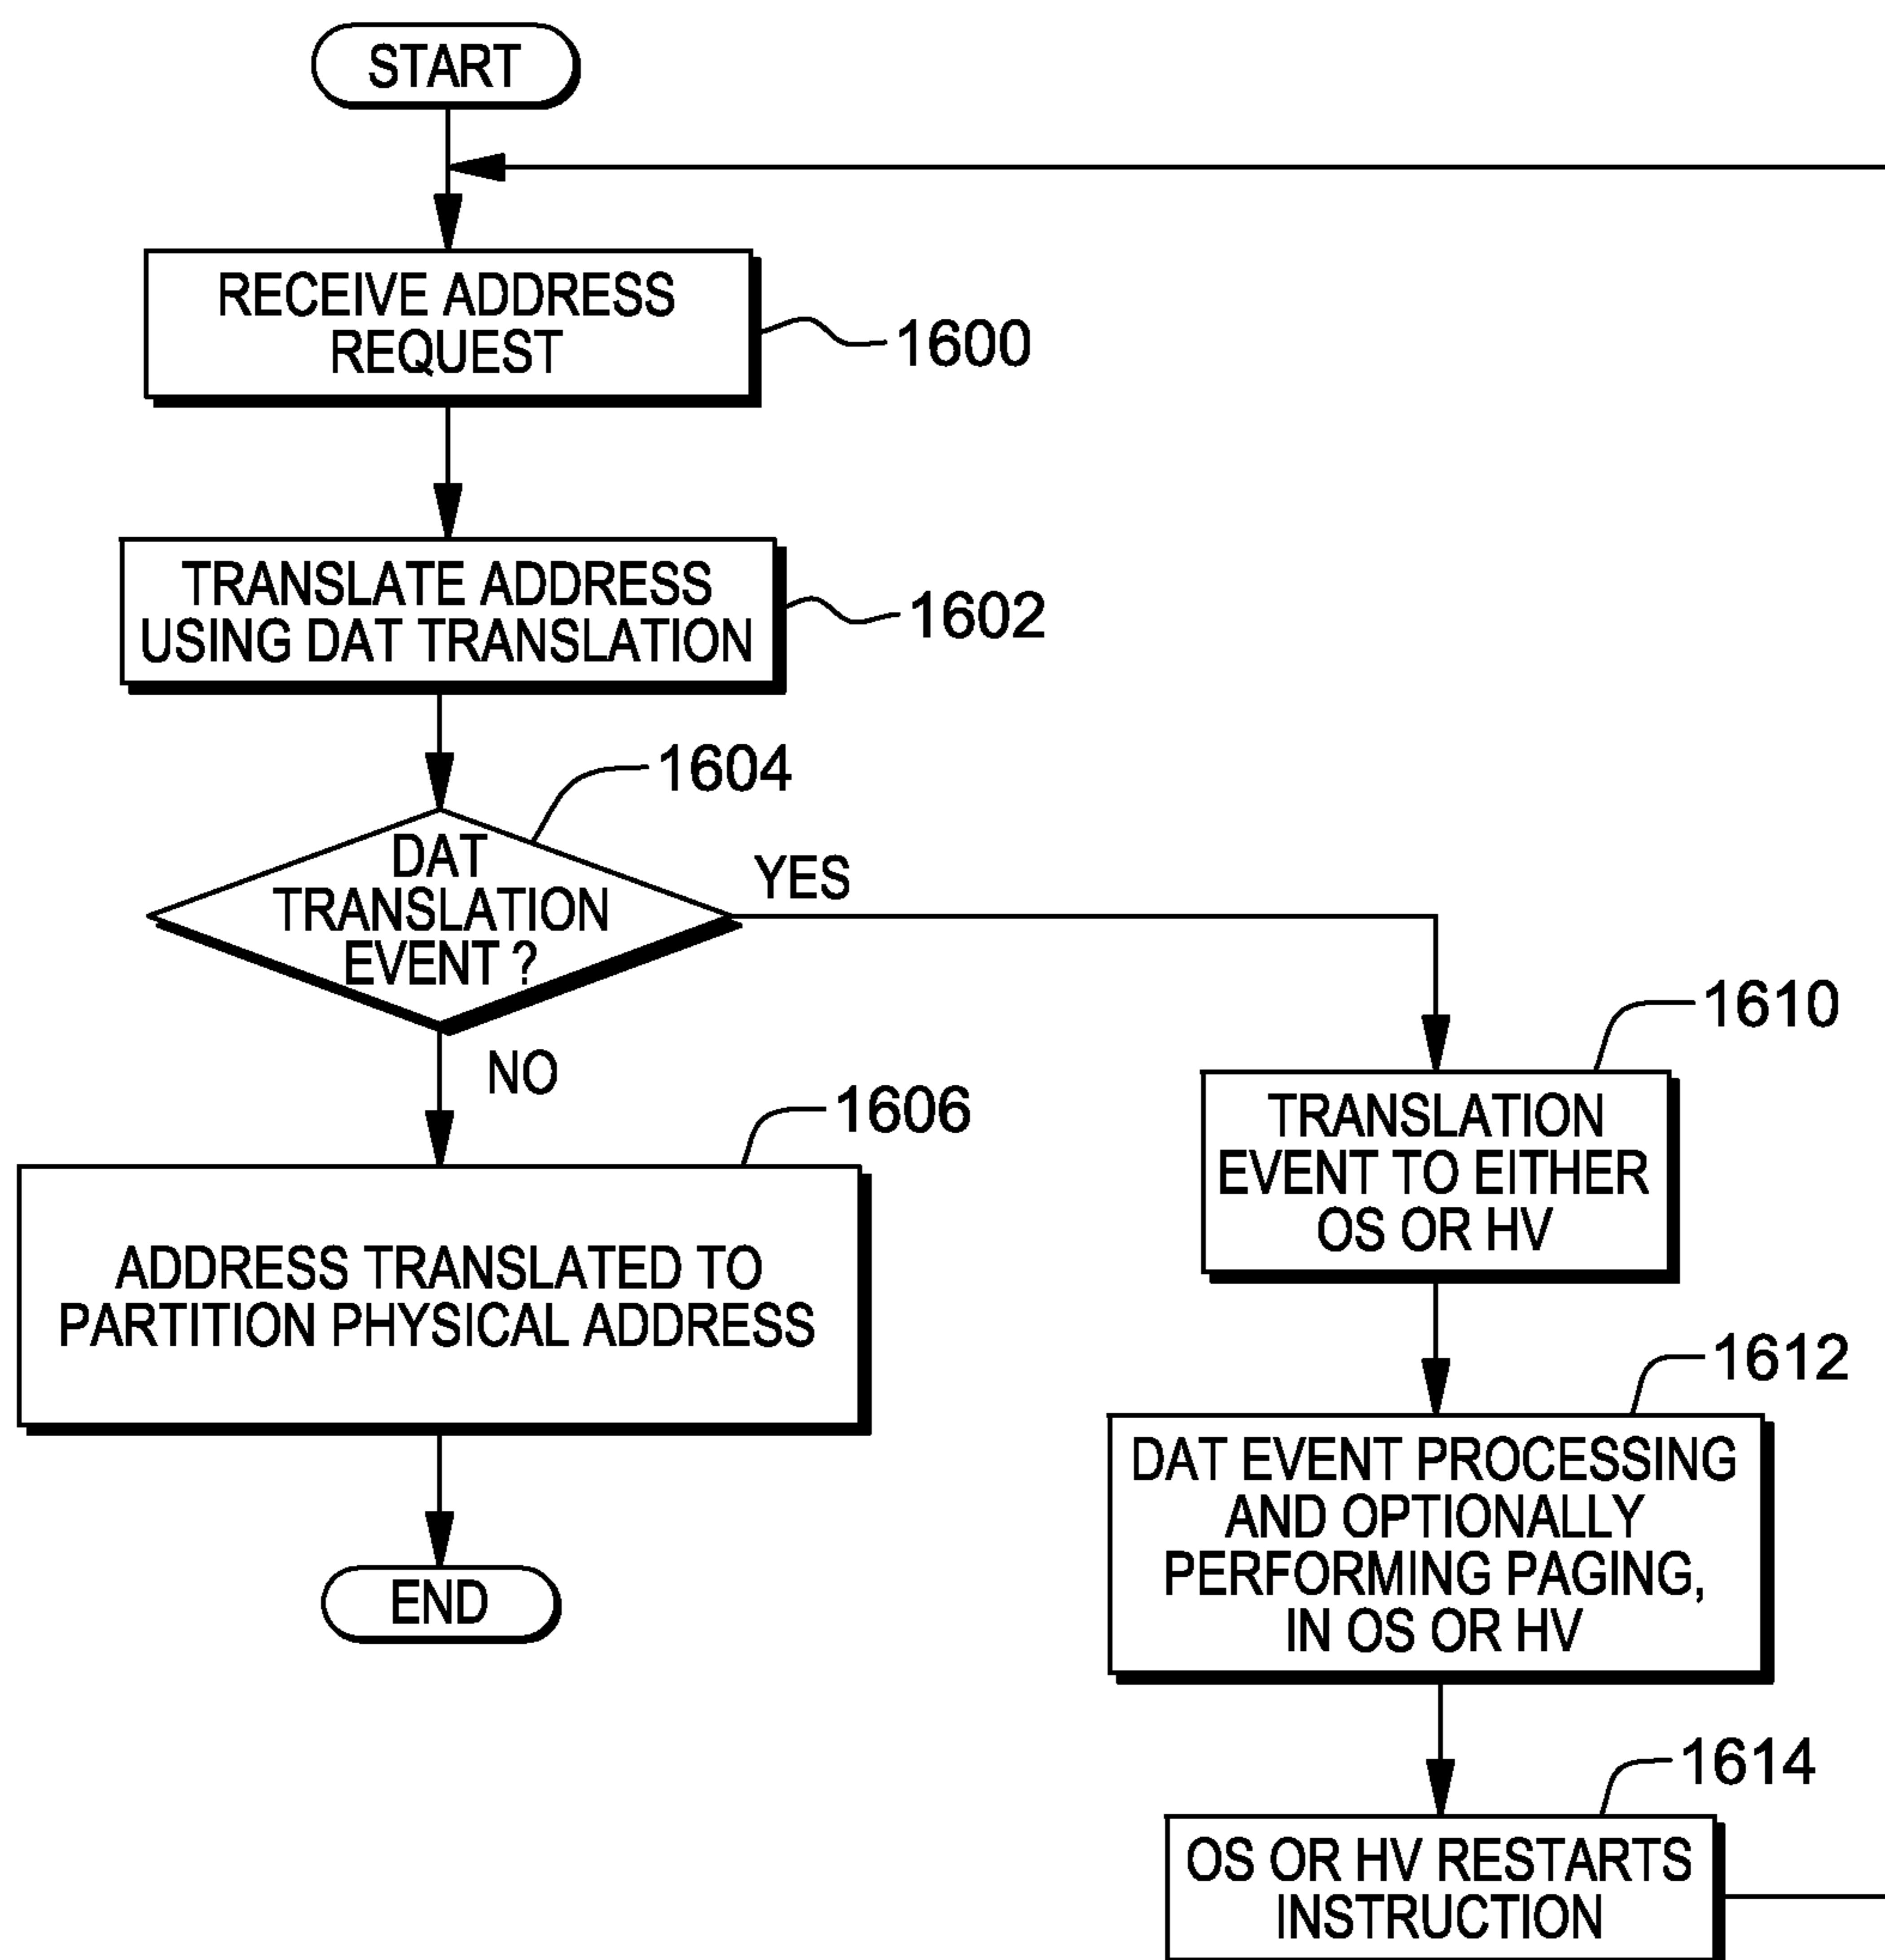 START
RECEIVE ADDRESS
REQUEST
1600
TRANSLATE ADDRESS
USING DAT TRANSLATION
1602
1604
DAT
TRANSLATION
EVENT ?
YES
NO
1606
ADDRESS TRANSLATED TO
PARTITION PHYSICAL ADDRESS
END
1610
TRANSLATION
EVENT TO EITHER
OS OR HV
1612
DAT EVENT PROCESSING
AND OPTIONALLY
PERFORMING PAGING,
IN OS OR HV
1614
OS OR HV RESTARTS
INSTRUCTION